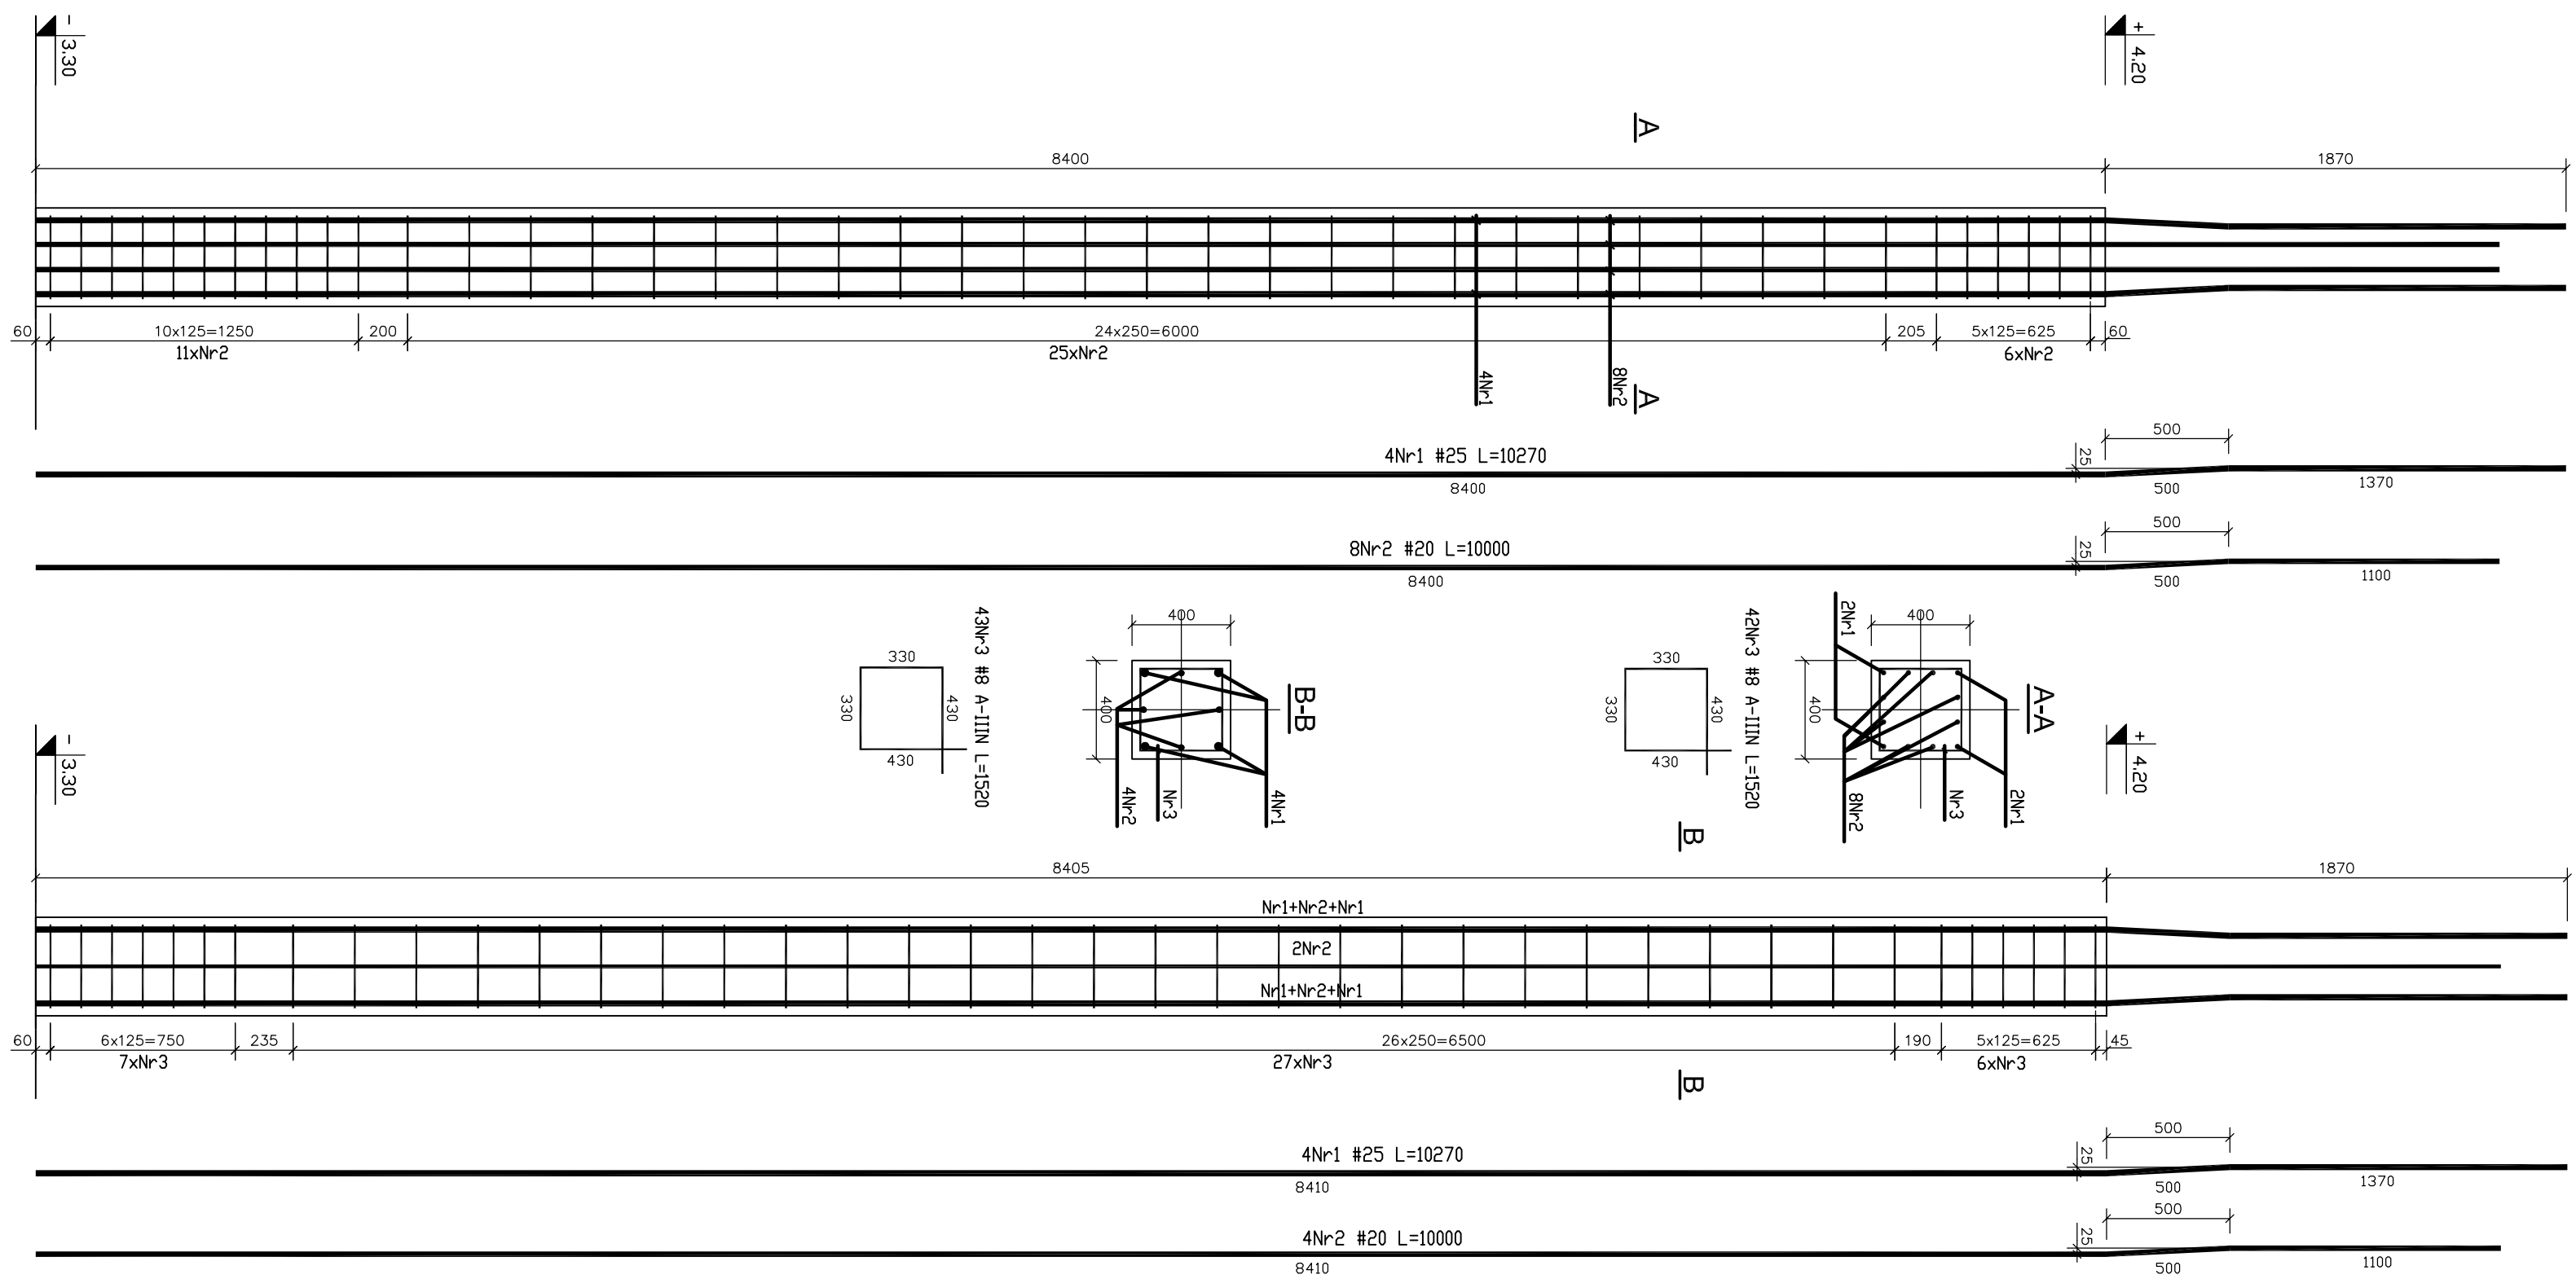 - 3,30
+ 4,20
A
8400
1870
60
10x125=1250
200
24x250=6000
205
5x125=625
60
11xNr2
25xNr2
6xNr2
4Nr1
8Nr2
A
4Nr1 #25 L=10270
8400
25
500
500
1370
8Nr2 #20 L=10000
8400
25
500
500
1100
330
330
430
430
43Nr3 #8 A-IIIN L=1520
400
400
4Nr2
Nr3
4Nr1
B-B
330
330
430
430
42Nr3 #8 A-IIIN L=1520
2Nr1
400
400
8Nr2
Nr3
2Nr1
A-A
- 3,30
+ 4,20
B
8405
1870
Nr1+Nr2+Nr1
2Nr2
Nr1+Nr2+Nr1
60
6x125=750
235
26x250=6500
190
5x125=625
45
7xNr3
27xNr3
6xNr3
B
4Nr1 #25 L=10270
8410
25
500
500
1370
4Nr2 #20 L=10000
8410
25
500
500
1100